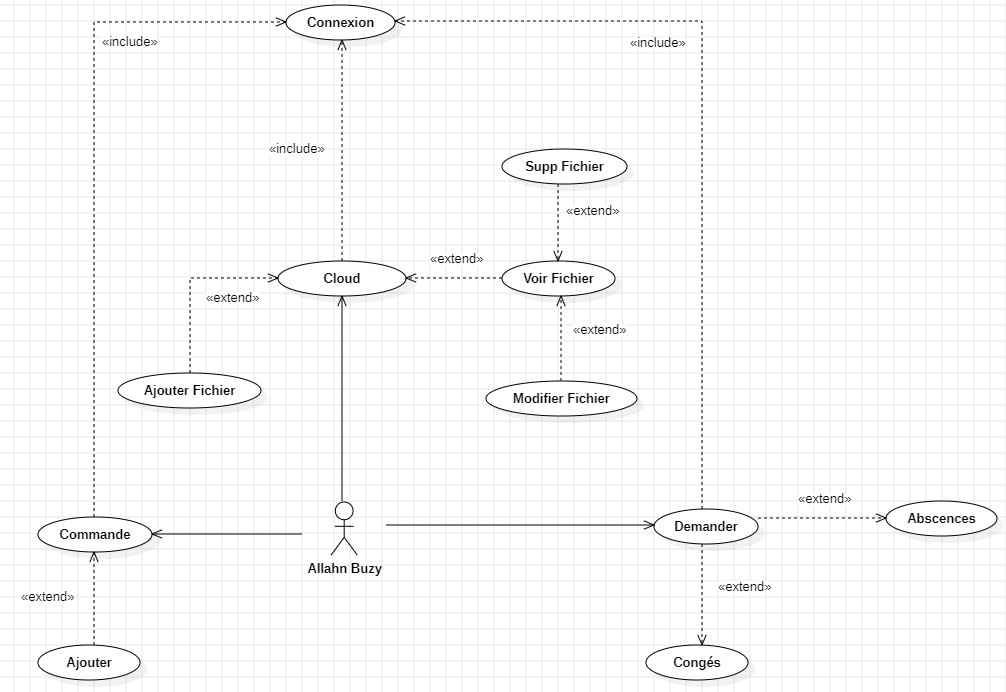 Connexion
«include»
«include»
«include»
Supp Fichier
«extend»
«extend»
Cloud
Voir Fichier
«extend»
«extend»
Ajouter Fichier
Modifier Fichier
«extend»
Abscences
Commande
Demander
Allahn Buzy
«extend»
«extend»
Ajouter
Congés